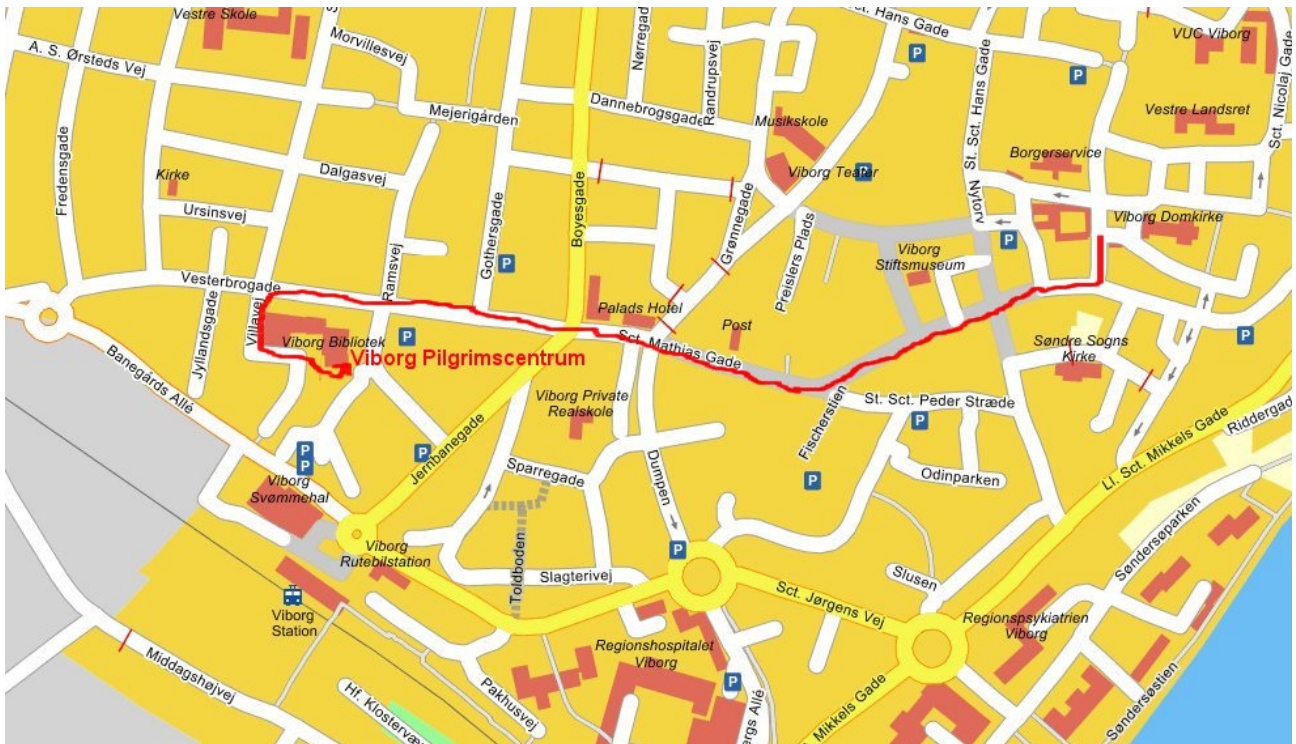 Vestre Skole
A. S. Ørsteds Vej
Morvillesvej
Nørregade
Randrupsvej
St. Hans Gade
St. Sct. Hans Gade
VUC Viborg
Vestre Landsret
Sct. Nicolaj Gade
Mejerigården
Dannebrogsgade
Musikskole
Viborg Teater
Borgerservice
Fredensgade
Kirke
Dalgasvej
Ursinsvej
Gothersgade
Boyesgade
Grønnegade
Preislers Plads
Nytorv
Viborg Domkirke
Viborg
Stiftsmuseum
Vesterbrogade
Ramsvej
Jyllandsgade
Villavej
Viborg Bibliotek
Viborg Pilgrimscentrum
Palads Hotel
Post
Sct. Mathias Gade
Søndre Sogns
Kirke
Banegårds Allé
Viborg Private
Realskole
Fischerstien
St. Sct. Peder Stræde
Riddergad
Ll. Sct. Mikkels Gade
Jernbanegade
Sparregade
Dumpen
Odinparken
Viborg
Svømmehal
Viborg
Rutebilstation
Toldboden
Slagterivej
Slusen
Søndersøparken
Viborg
Station
Sct. Jørgens Vej
Regionspsykiatrien
Viborg
Regionshospitalet
Viborg
Middagshøjvej
Hf. Klosterv
Pakhusvej
ergs Allé
Mikkels Gade
Søndersøstien
P
P
P
P
P
P
P
P
P
P
P
P
P
P